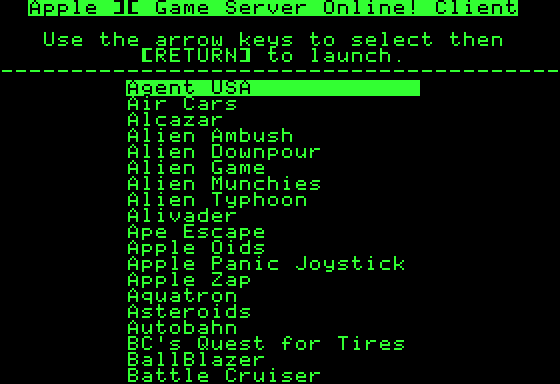 Apple ][ Game Server Online! Client
Use the arrow keys to select then
[RETURN] to launch.
----------------------------------------
Agent USA
Air Cars
Alcazar
Alien Ambush
Alien Downpour
Alien Game
Alien Munchies
Alien Typhoon
Alivader
Ape Escape
Apple Oids
Apple Panic Joystick
Apple Zap
Aquatron
Asteroids
Autobahn
BC's Quest for Tires
BallBlazer
Battle Cruiser